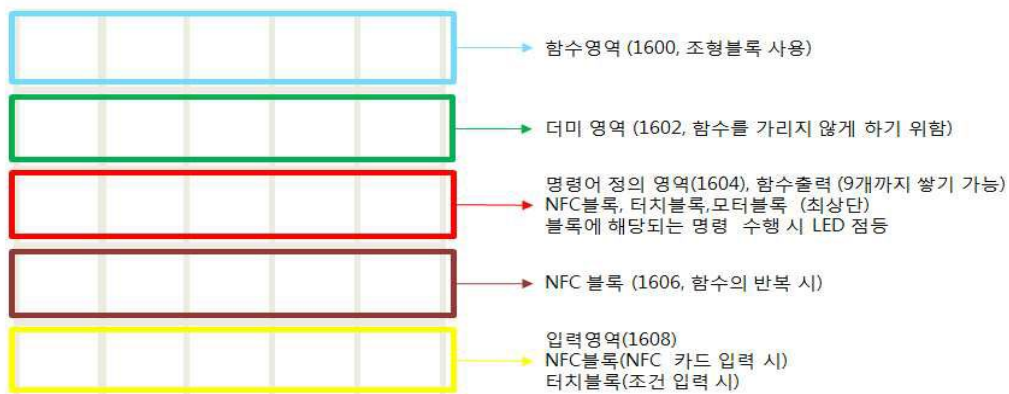 함수영역 (1600, 조형블록 사용)
더미 영역 (1602, 함수를 가리지 않게 하기 위함)
명령어 정의 영역(1604), 함수출력 (9개까지 쌓기 가능)
NFC블록, 터치블록,모터블록 (최상단)
블록에 해당되는 명령 수행 시 LED 점등
NFC 블록 (1606, 함수의 반복 시)
입력영역(1608)
NFC블록(NFC 카드 입력 시)
터치블록(조건 입력 시)